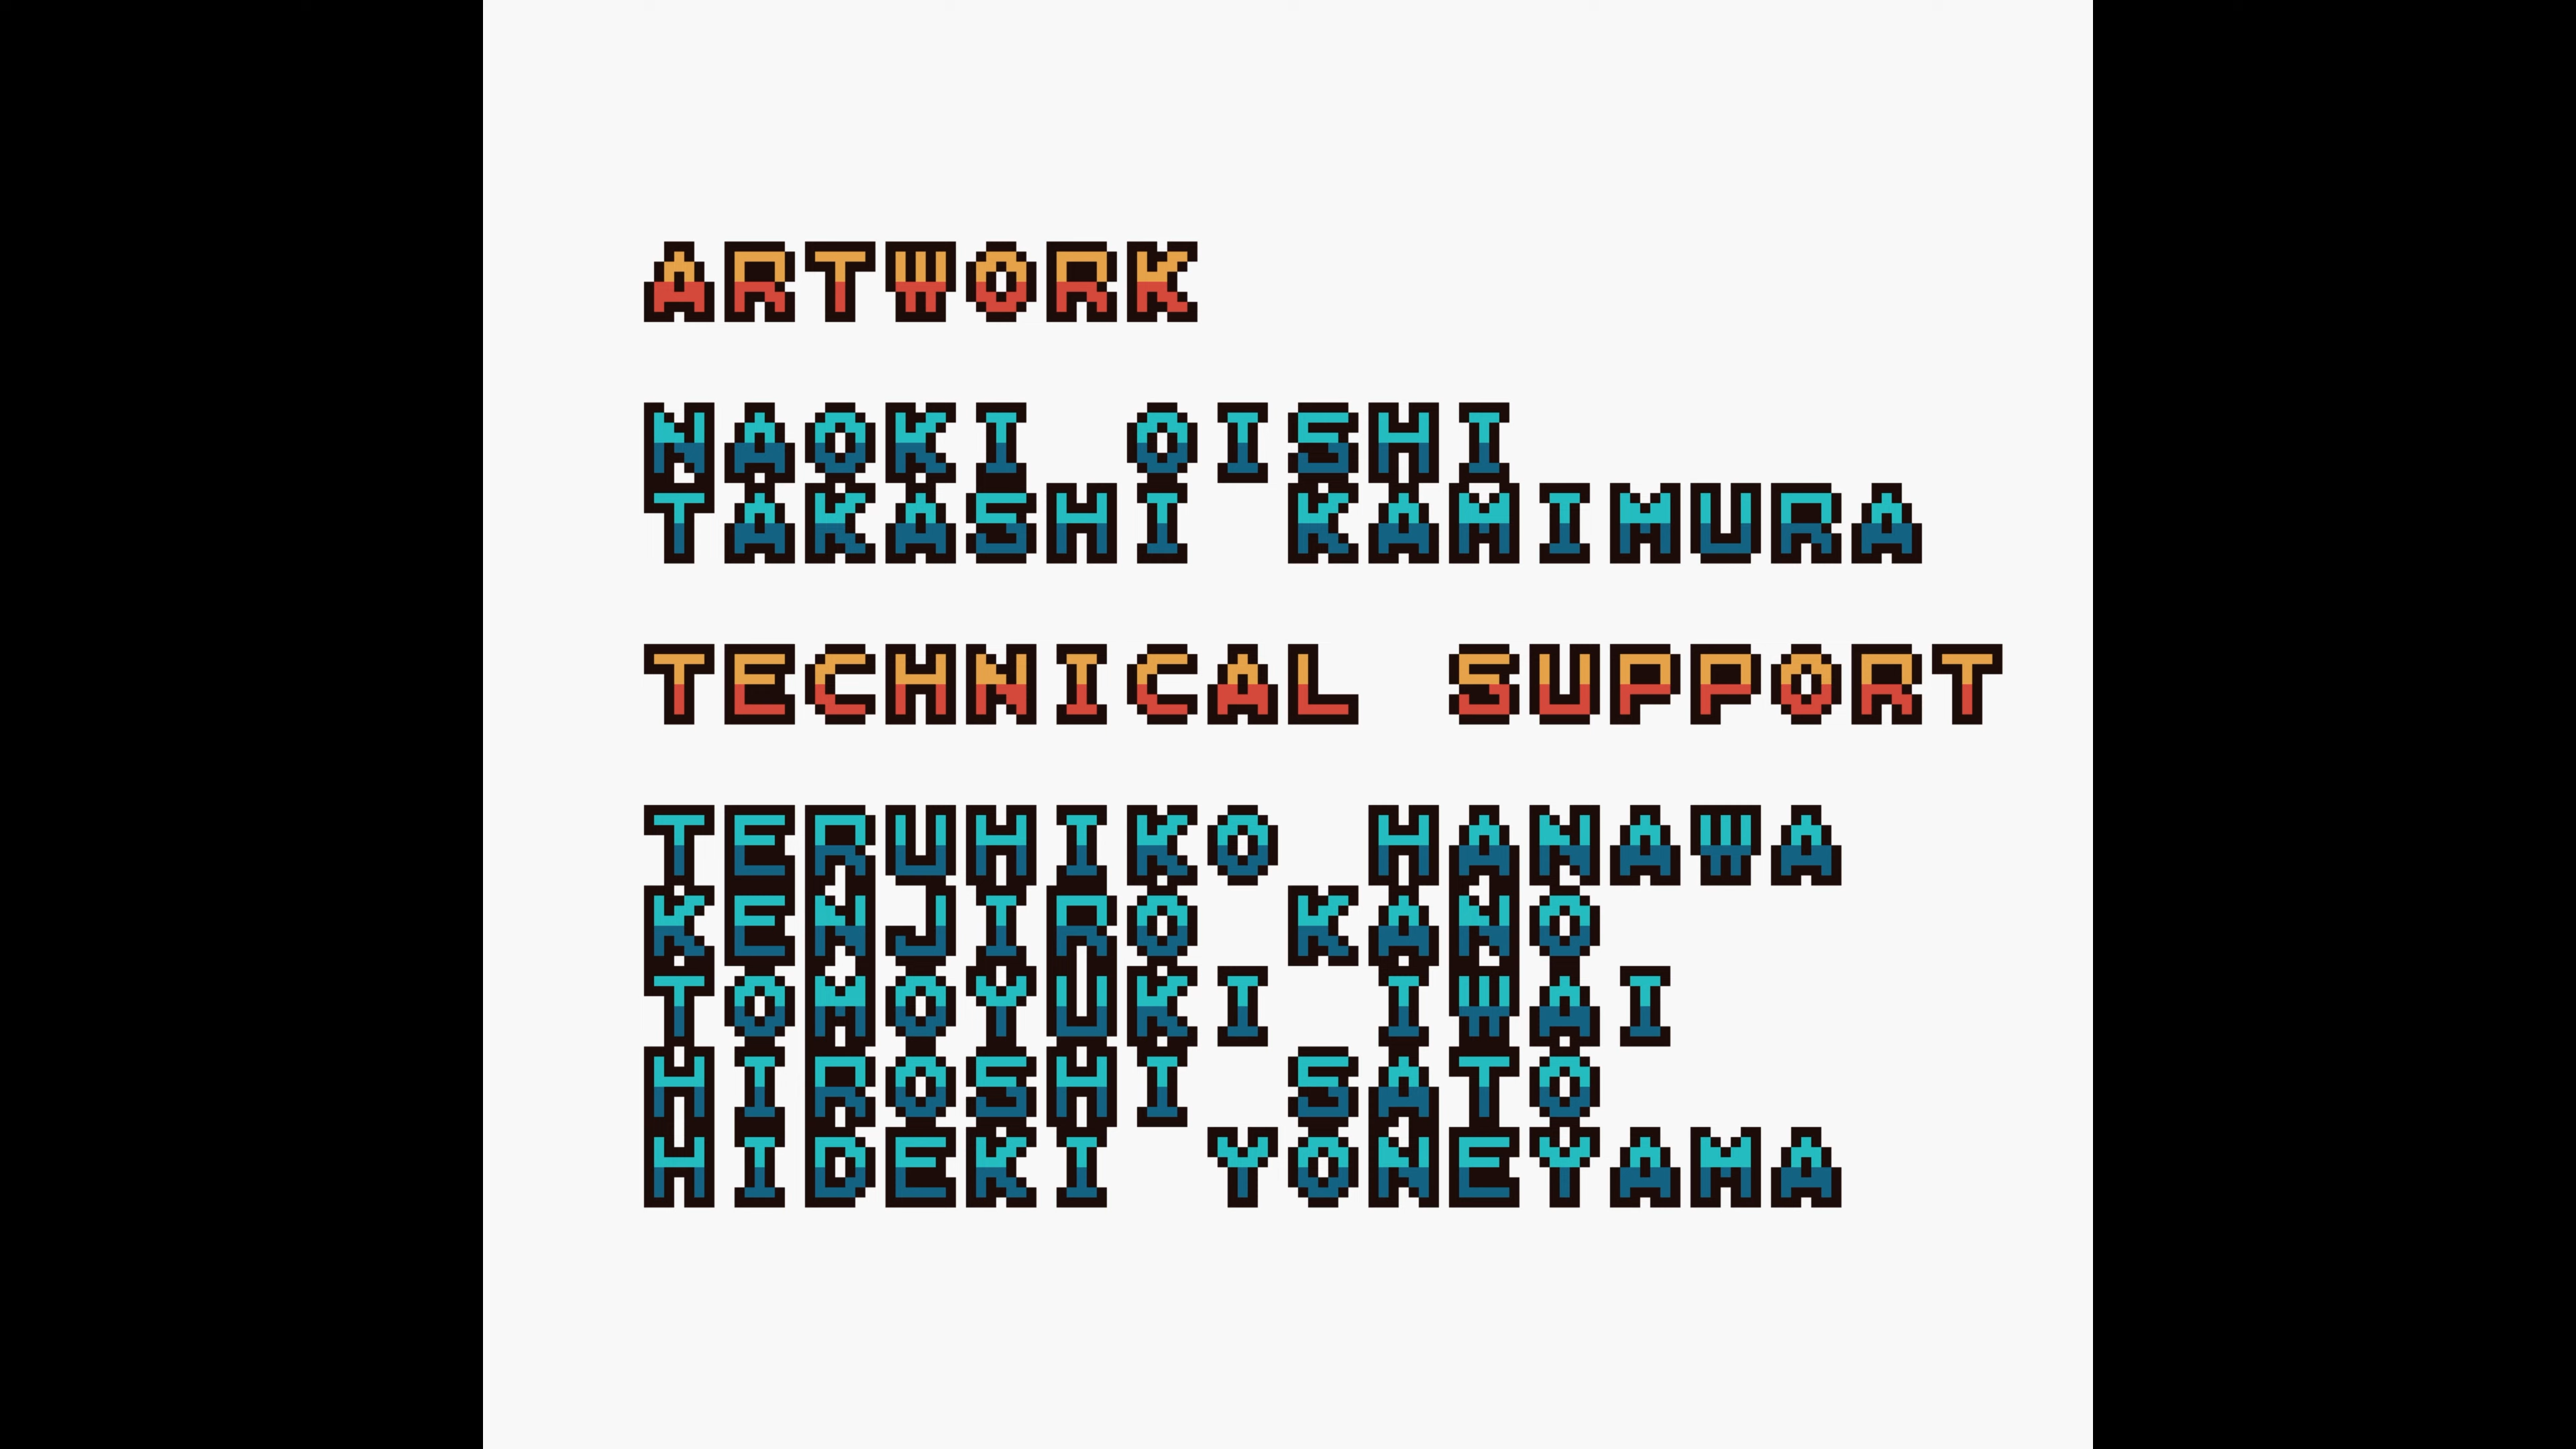 ARTWORK
NAOKI OISHI
TAKASHI KAMIMURA
TECHNICAL SUPPORT
TERUHIKO HANAWA
KENJIRO KANO
TOMOYUKI IWAI
HIROSHI SATO
HIDEKI YONEYAMA